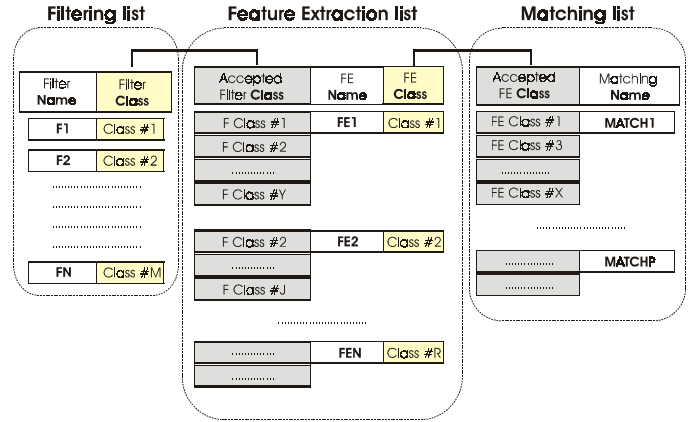 Filtering list
Feature Extraction list
Matching list
Filter Name
Filter Class
F1 Class #1
F2 Class #2
....................
....................
....................
....................
FN Class #M
Accepted Filter Class
FE Name
FE Class
F Class #1 FE1 Class #1
F Class #2
..............
F Class #Y
F Class #2 FE2 Class #2
..............
F Class #J
....................
.............. FEN Class #R
..............
Accepted FE Class
Matching Name
FE Class #1 MATCH1
FE Class #3
..............
FE Class #X
....................
.............. MATCHP
..............